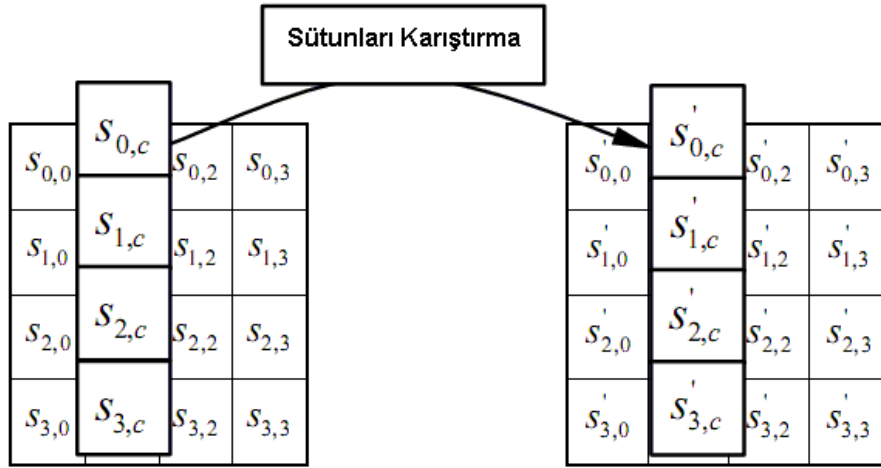 Sütunları Karıştırma
s0,0 s0,c s0,2 s0,3
s1,0 s1,c s1,2 s1,3
s2,0 s2,c s2,2 s2,3
s3,0 s3,c s3,2 s3,3
s'0,0 s'0,c s'0,2 s'0,3
s'1,0 s'1,c s'1,2 s'1,3
s'2,0 s'2,c s'2,2 s'2,3
s'3,0 s'3,c s'3,2 s'3,3